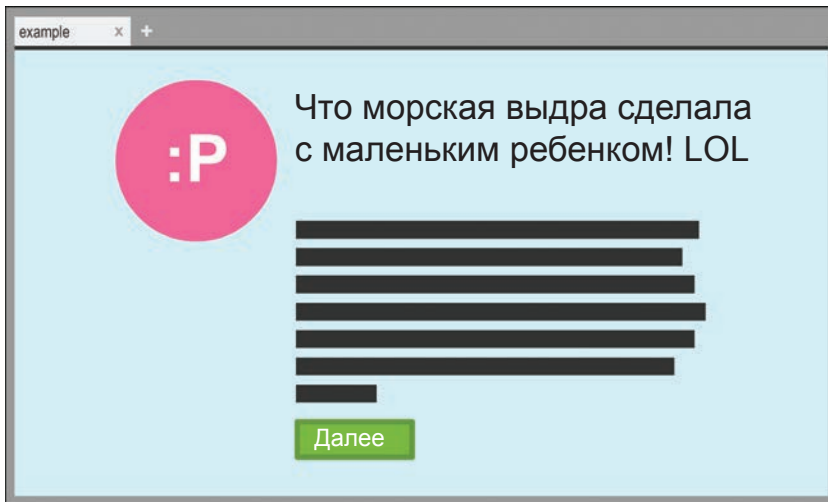 example x +
:P
Что морская выдра сделала
с маленьким ребенком! LOL
Далее